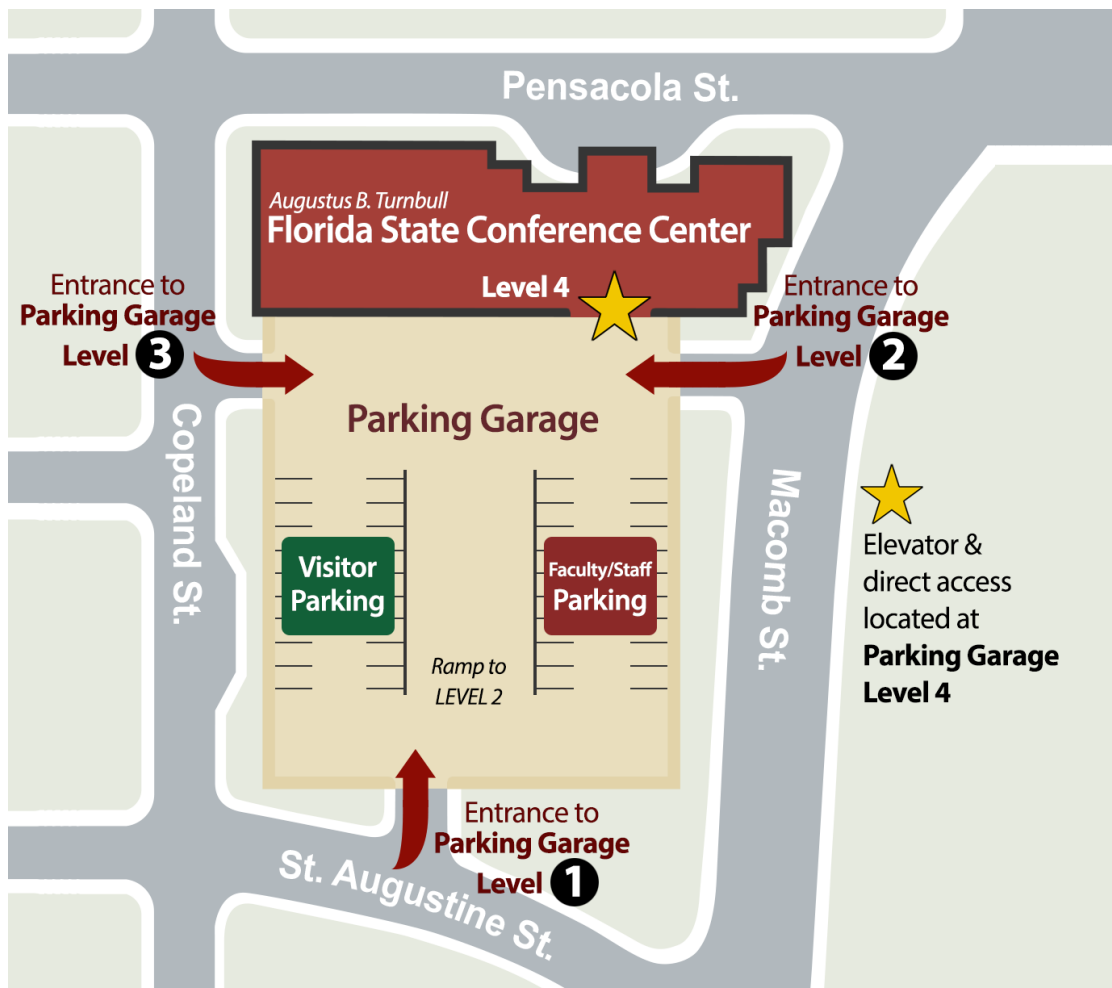 Pensacola St.
Augustus B. Turnbull
Florida State Conference Center
Level 4
Entrance to
Parking Garage
Level 3
Entrance to
Parking Garage
Level 2
Parking Garage
Copeland St.
Macomb St.
Visitor
Parking
Faculty/Staff
Parking
Ramp to
LEVEL 2
Elevator &
direct access
located at
Parking Garage
Level 4
Entrance to
Parking Garage
Level 1
St. Augustine St.